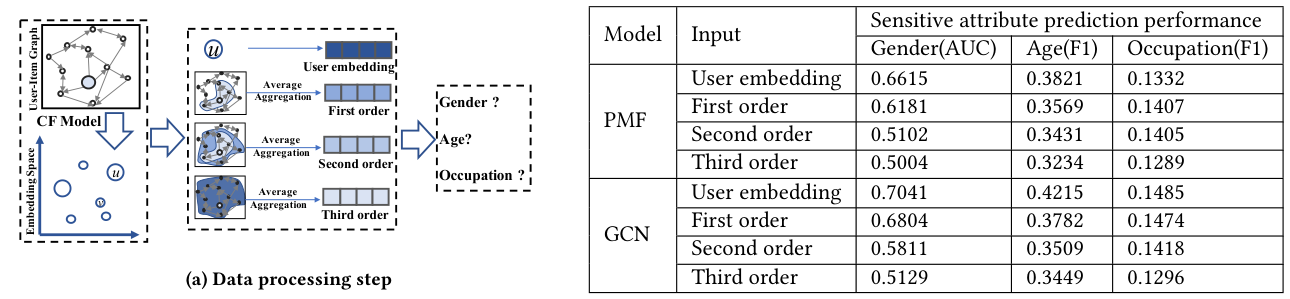 User-Item Graph
CF Model
Embedding Space
u
v
u
User embedding
Average
Aggregation
First order
Average
Aggregation
Second order
Average
Aggregation
Third order
Gender ?
Age?
Occupation ?
(a) Data processing step
Model Input Sensitive attribute prediction performance
Gender(AUC) Age(F1) Occupation(F1)
PMF
User embedding 0.6615 0.3821 0.1332
First order 0.6181 0.3569 0.1407
Second order 0.5102 0.3431 0.1405
Third order 0.5004 0.3234 0.1289
GCN
User embedding 0.7041 0.4215 0.1485
First order 0.6804 0.3782 0.1474
Second order 0.5811 0.3509 0.1418
Third order 0.5129 0.3449 0.1296